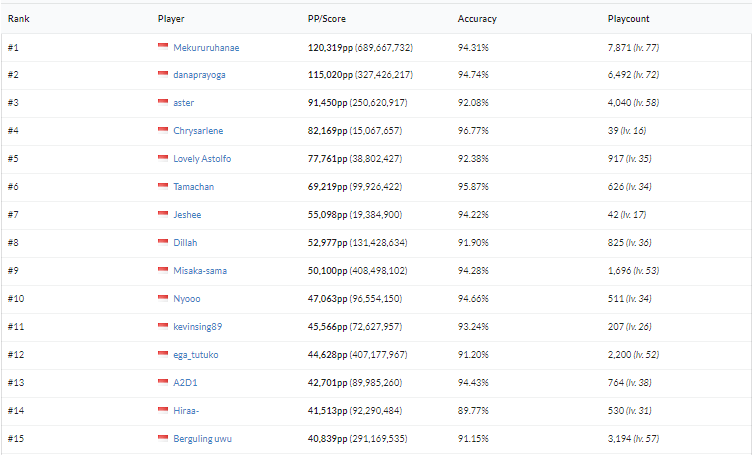 Rank Player PP/Score Accuracy Playcount
#1 Mekururuhanae 120,319pp (689,667,732) 94.31% 7,871 (lv. 77)
#2 danaprayoga 115,020pp (327,426,217) 94.74% 6,492 (lv. 72)
#3 aster 91,450pp (250,620,917) 92.08% 4,040 (lv. 58)
#4 Chrysarlene 82,169pp (15,067,657) 96.77% 39 (lv. 16)
#5 Lovely Astolfo 77,761pp (38,802,427) 92.38% 917 (lv. 35)
#6 Tamachan 69,219pp (99,926,422) 95.87% 626 (lv. 34)
#7 Jeshee 55,098pp (19,384,900) 94.22% 42 (lv. 17)
#8 Dillah 52,977pp (131,428,634) 91.90% 825 (lv. 36)
#9 Misaka-sama 50,100pp (408,498,102) 94.28% 1,696 (lv. 53)
#10 Nyooo 47,063pp (96,554,150) 94.66% 511 (lv. 34)
#11 kevinsing89 45,566pp (72,627,957) 93.24% 207 (lv. 26)
#12 ega_tutuko 44,628pp (407,177,967) 91.20% 2,200 (lv. 52)
#13 A2D1 42,701pp (89,985,260) 94.43% 764 (lv. 38)
#14 Hiraa- 41,513pp (92,290,484) 89.77% 530 (lv. 31)
#15 Berguling uwu 40,839pp (291,169,535) 91.15% 3,194 (lv. 57)